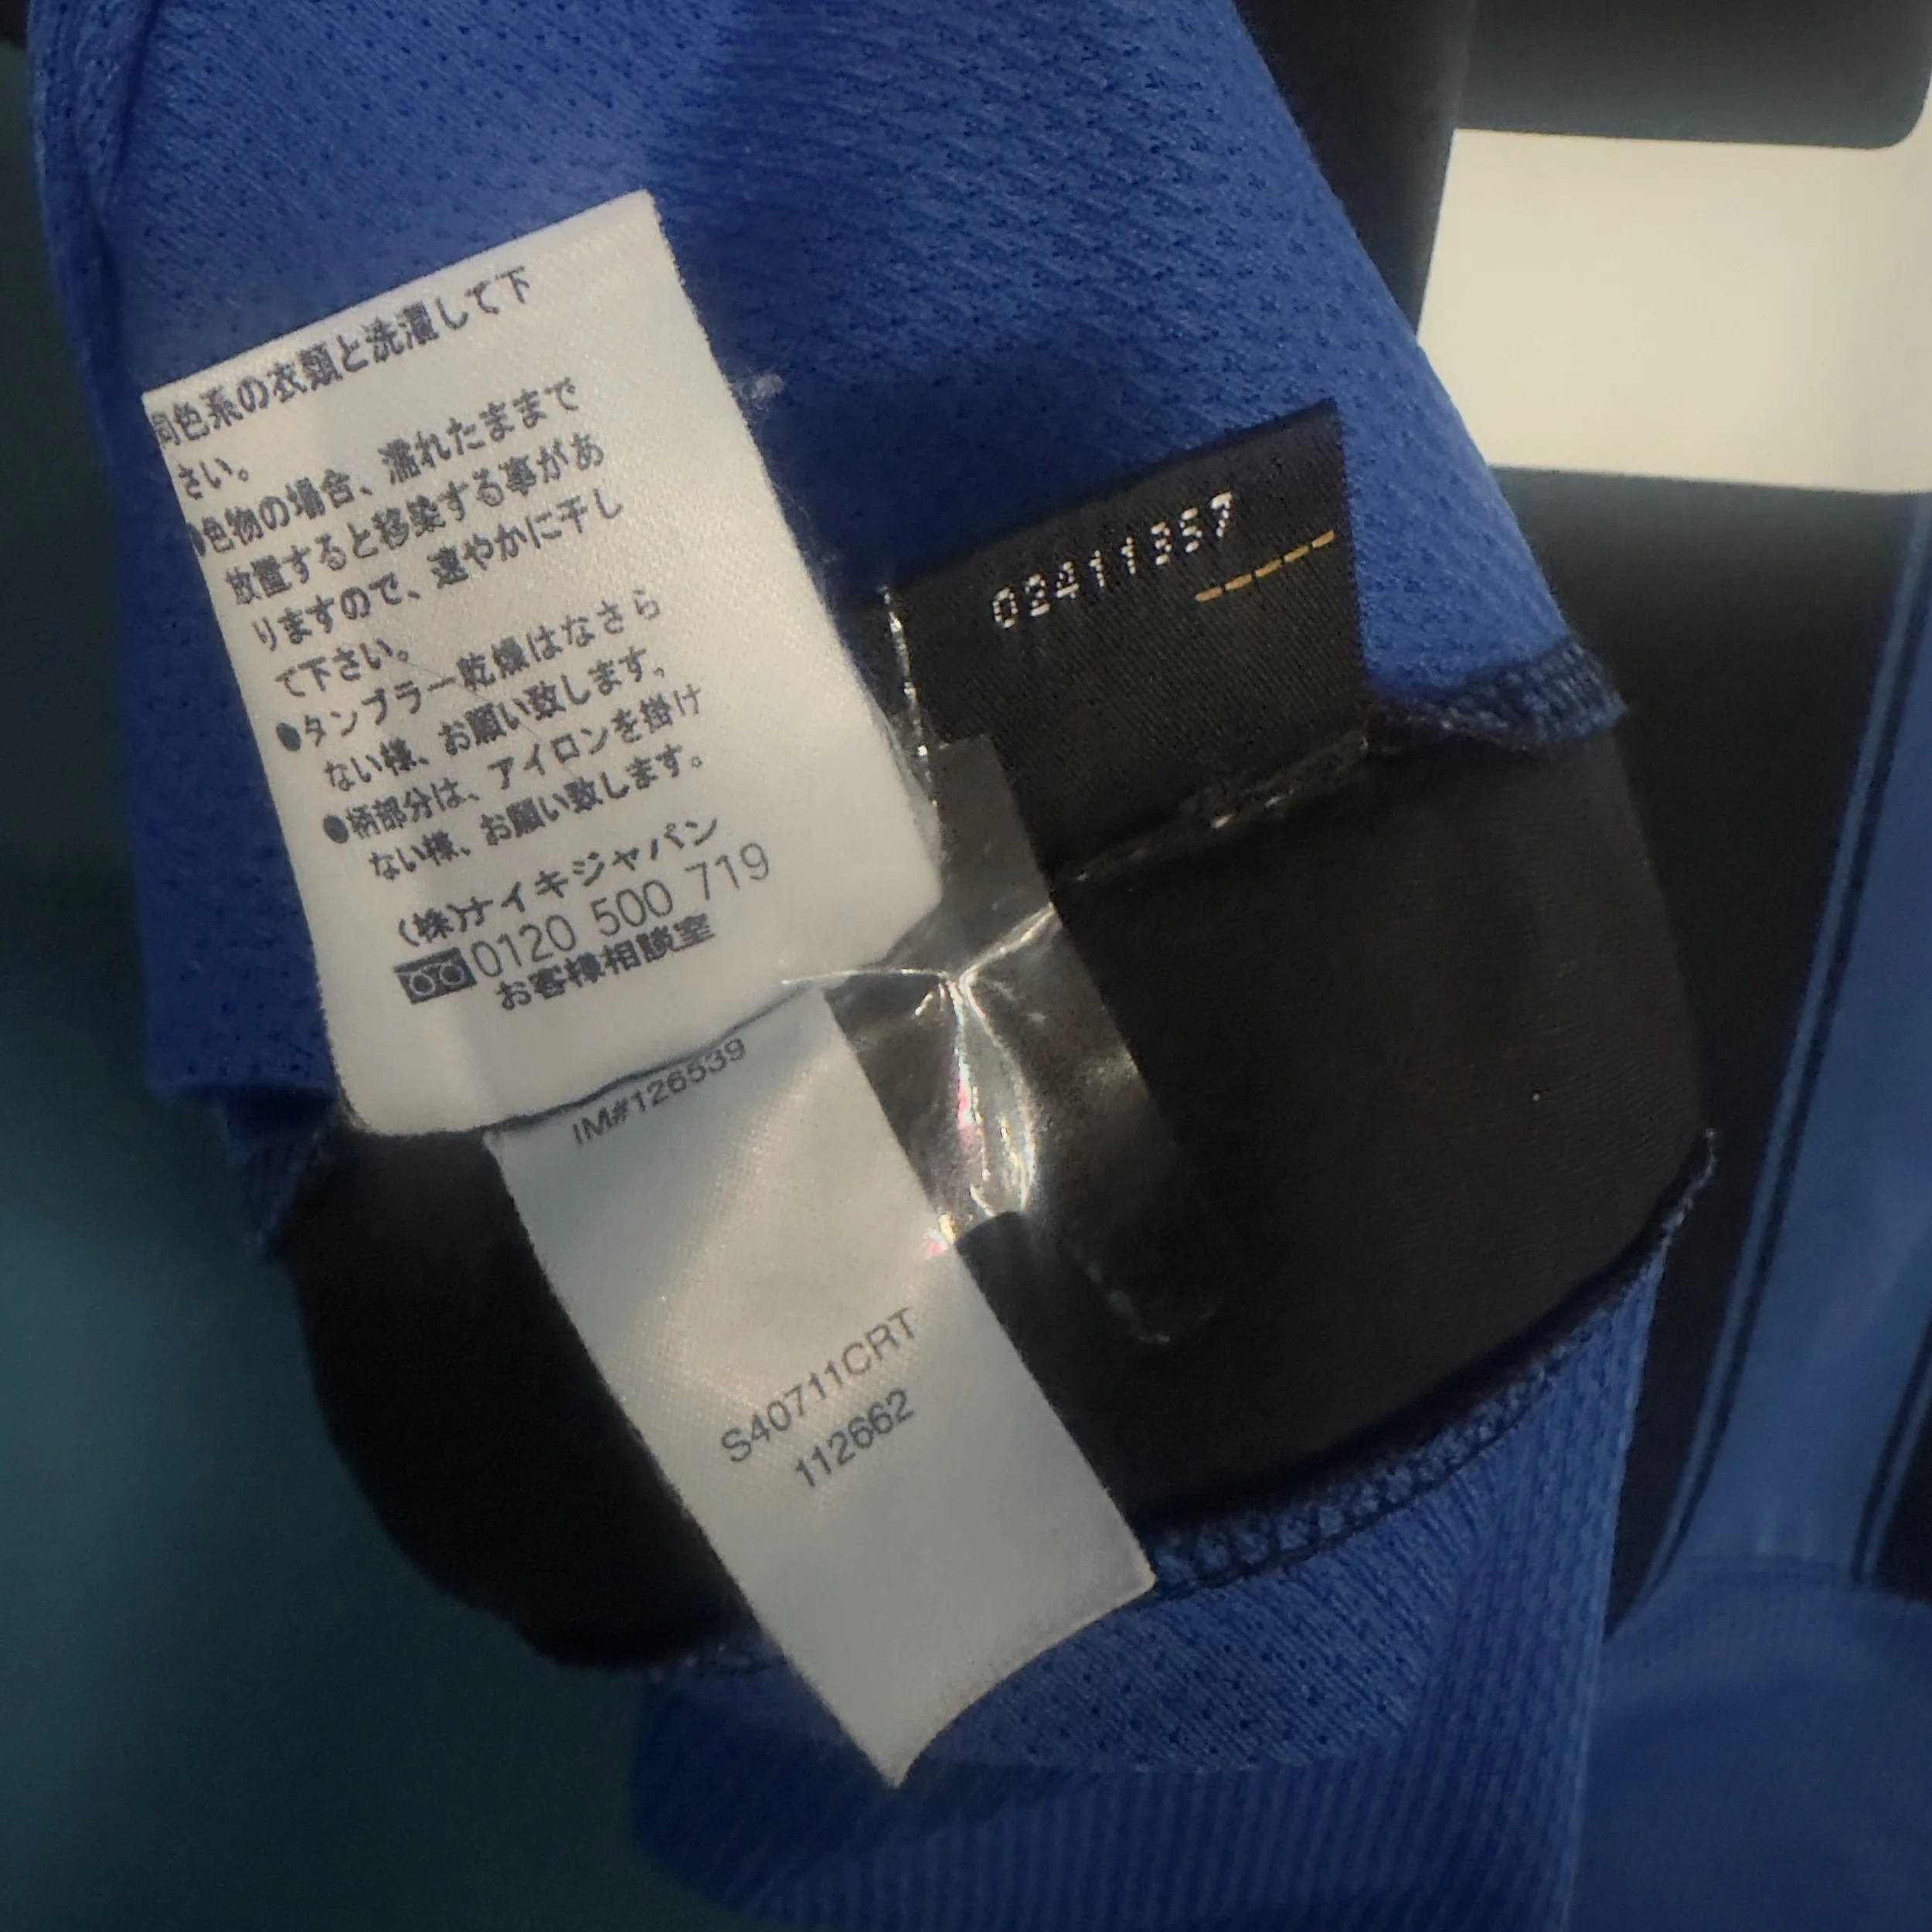 同色系の衣類と洗濯して下
さい。
●色物の場合、濡れたままで
放置すると移染する事があ
りますので、速やかに干し
て下さい。
●タンブラー乾燥はなさら
ない様、お願い致します。
●柄部分は、アイロンを掛け
ない様、お願い致します。
(株)ナイキジャパン
0120 500 719
お客様相談室
02411357
IM#126539
S40711CRT
112662